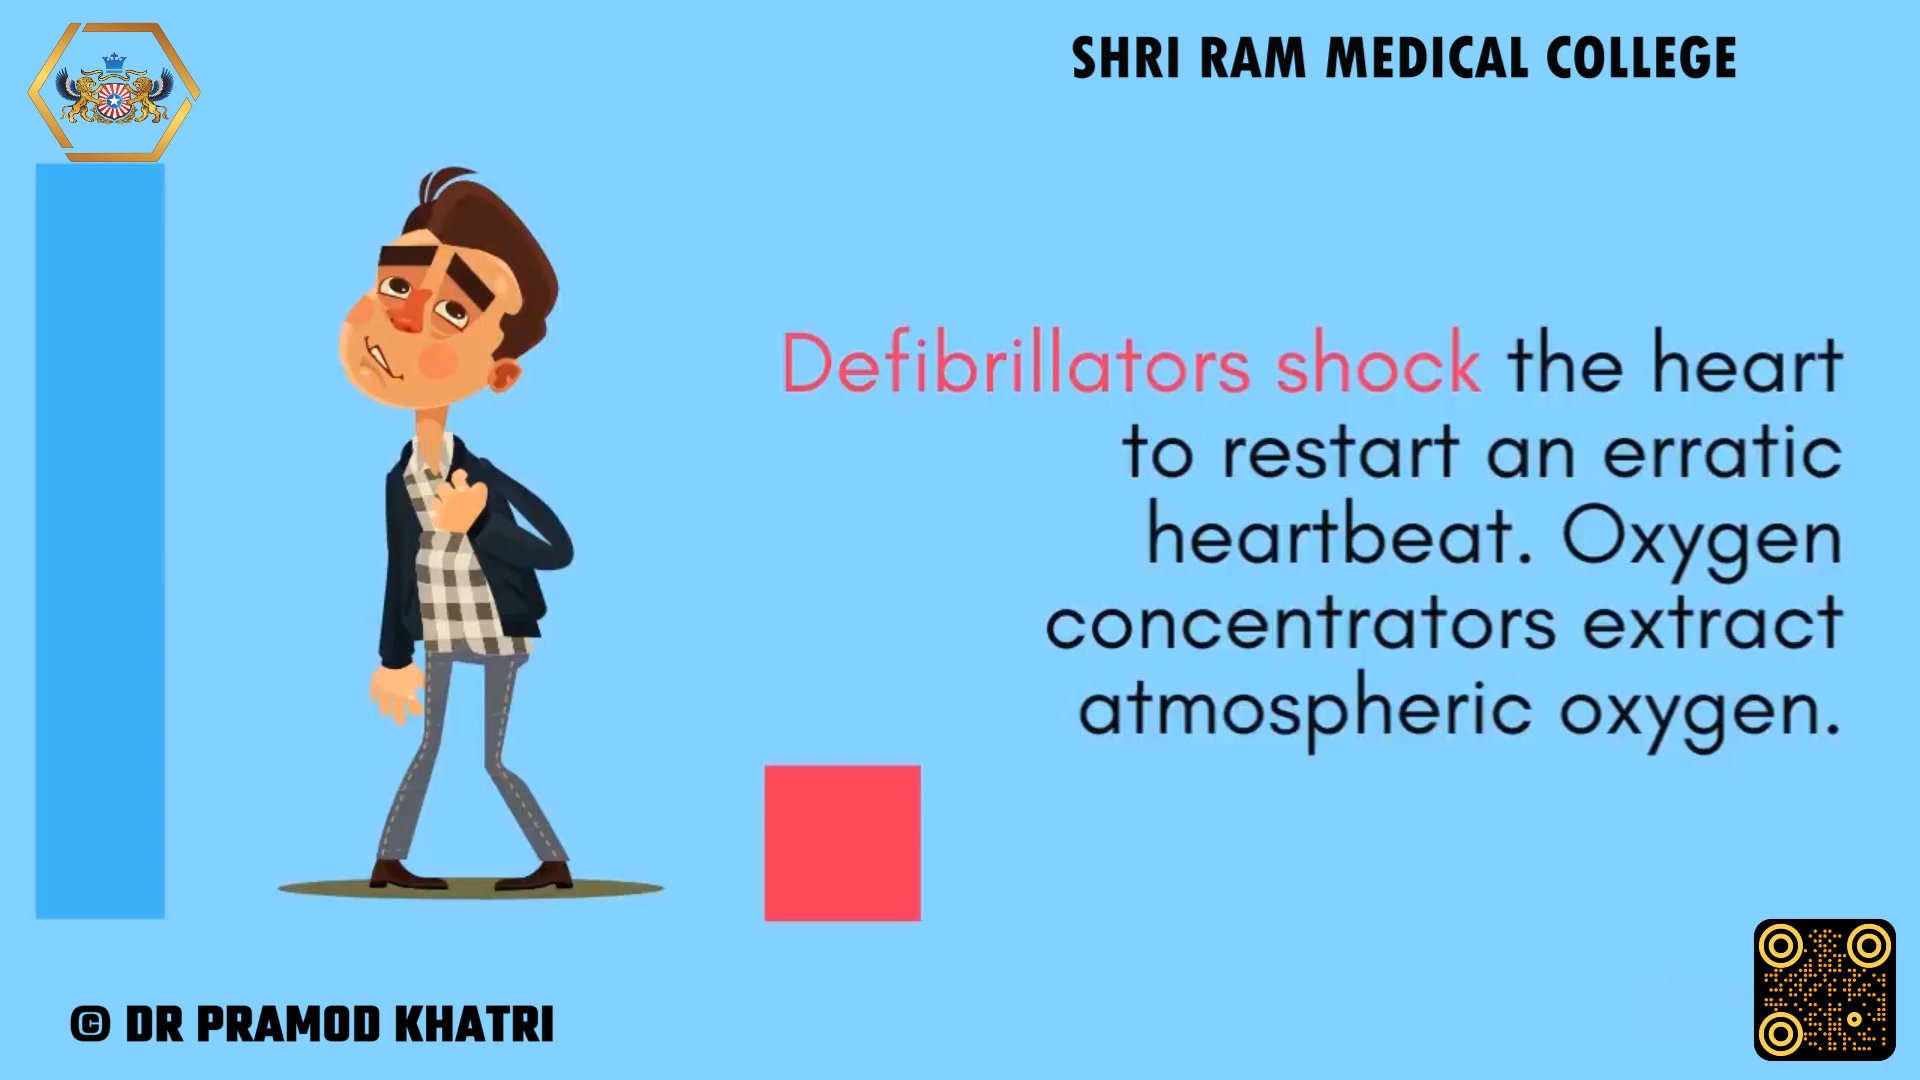 SHRI RAM MEDICAL COLLEGE
Defibrillators shock the heart
to restart an erratic
heartbeat. Oxygen
concentrators extract
atmospheric oxygen.
© DR PRAMOD KHATRI